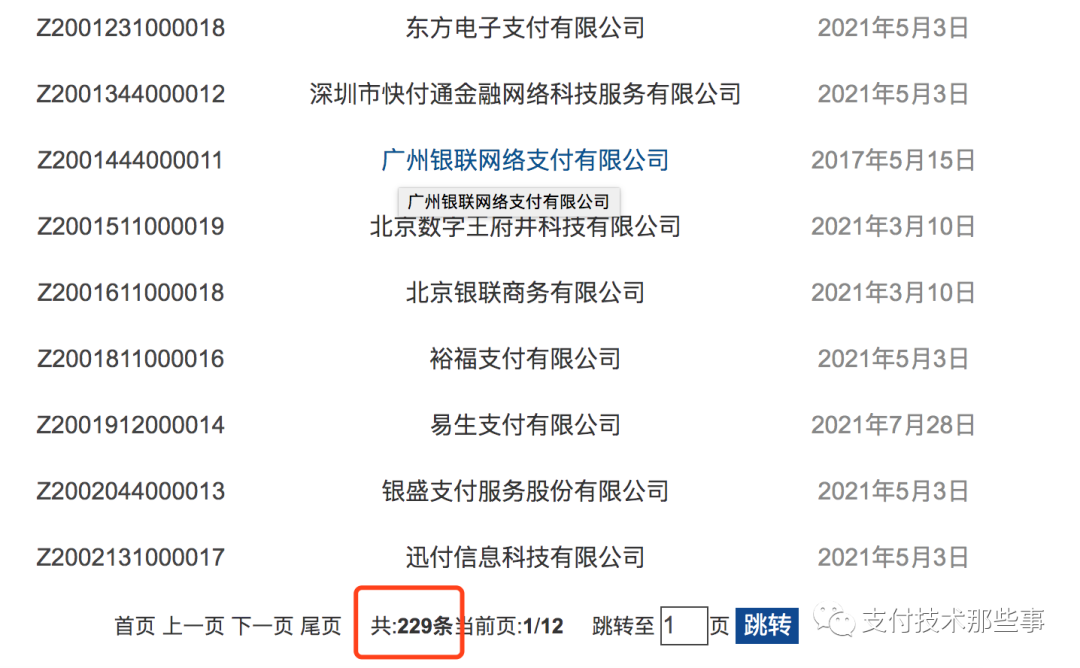 Z2001231000018 东方电子支付有限公司 2021年5月3日
Z2001344000012 深圳市快付通金融网络科技服务有限公司 2021年5月3日
Z2001444000011 广州银联网络支付有限公司 2017年5月15日
广州银联网络支付有限公司
Z2001511000019 北京数字王府井科技有限公司 2021年3月10日
Z2001611000018 北京银联商务有限公司 2021年3月10日
Z2001811000016 裕福支付有限公司 2021年5月3日
Z2001912000014 易生支付有限公司 2021年7月28日
Z2002044000013 银盛支付服务股份有限公司 2021年5月3日
Z2002131000017 迅付信息科技有限公司 2021年5月3日
首页 上一页 下一页 尾页 共:229条当前页:1/12 跳转至 1 页 跳转 支付技术那些事